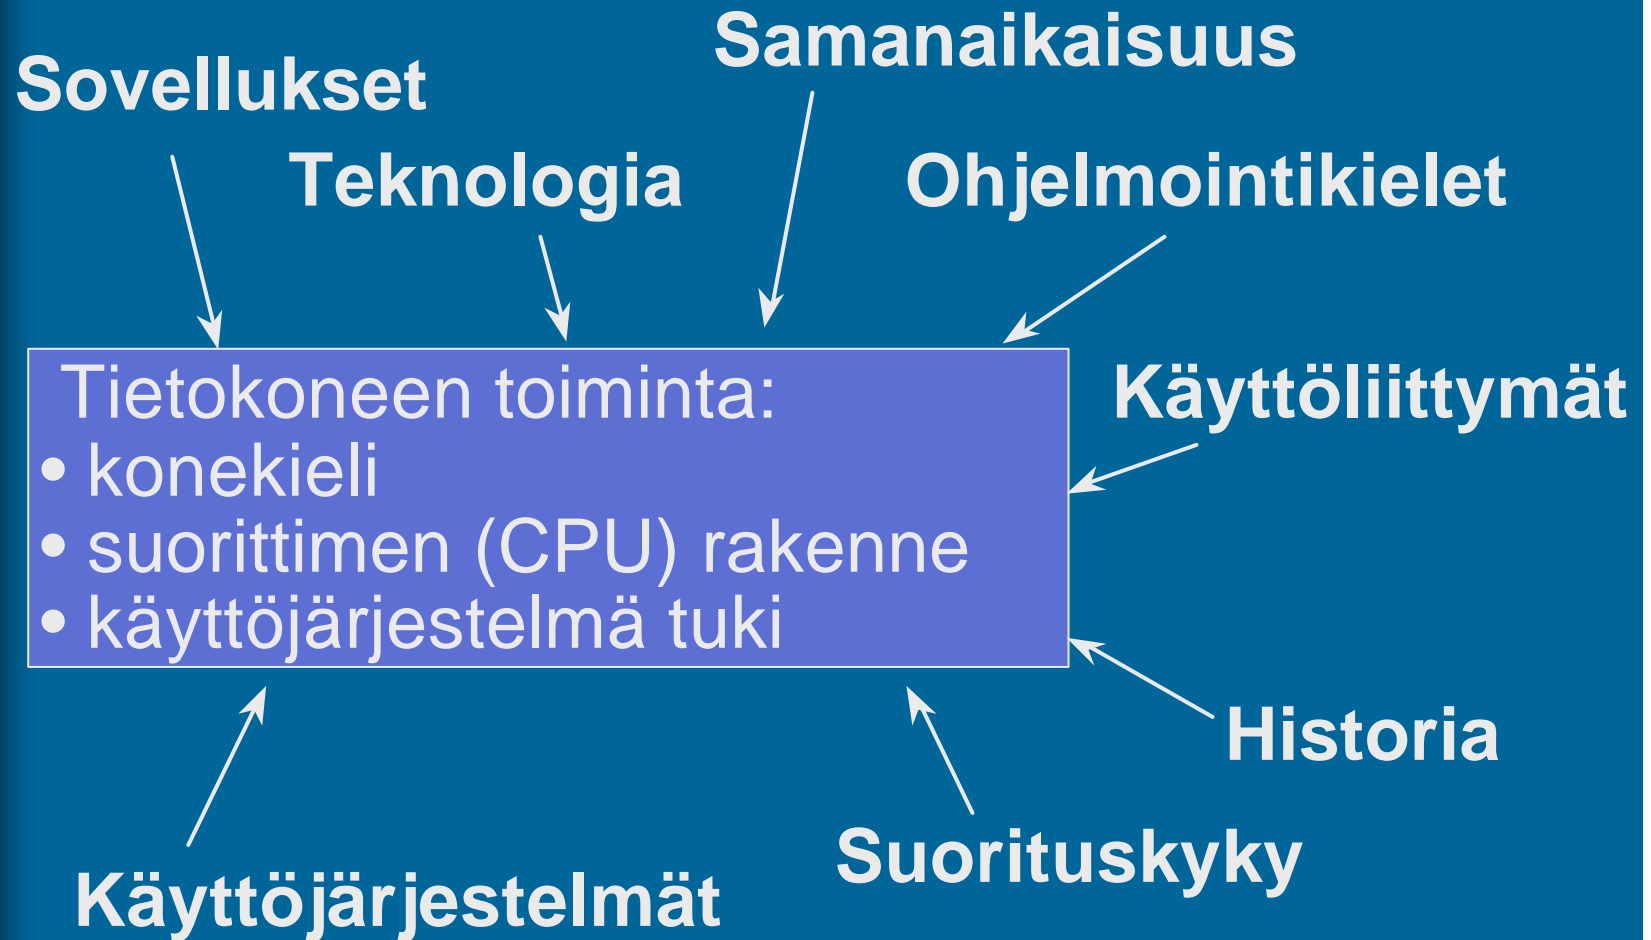 Samanaikaisuus
Sovellukset
Teknologia
Ohjelmointikielet
Tietokoneen toiminta:
• konekieli
• suorittimen (CPU) rakenne
• käyttöjärjestelmä tuki
Käyttöliittymät
Historia
Suorituskyky
Käyttöjärjestelmät